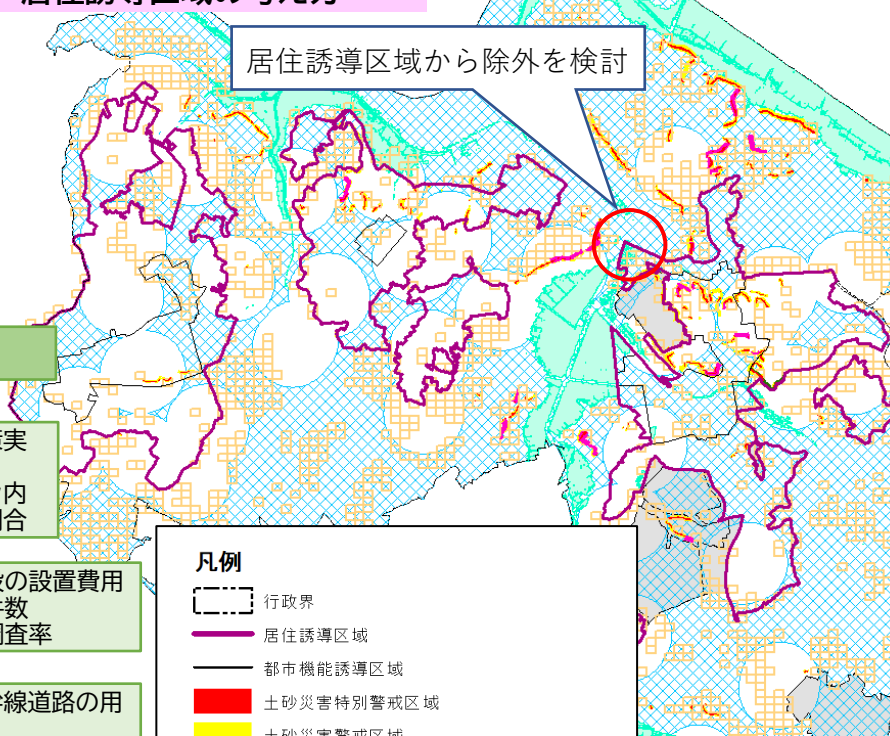 居住誘導区域の考え方
居住誘導区域から除外を検討
実
内
合
の設置費用
数
査率
線道路の用
凡例
行政界
居住誘導区域
都市機能誘導区域
土砂災害特別警戒区域
土砂災害警戒区域